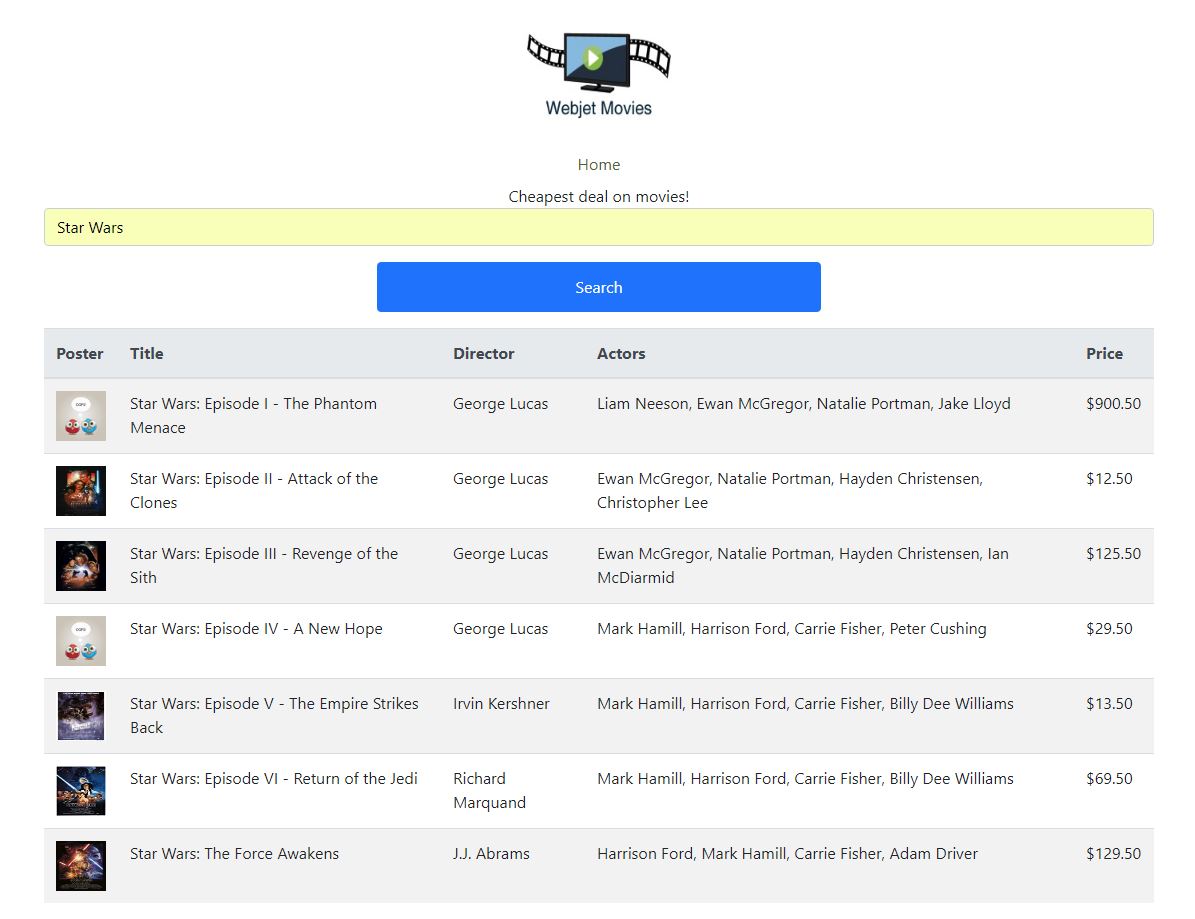 Webjet Movies
Home
Cheapest deal on movies!
Star Wars
Search
Poster Title Director Actors Price
Star Wars: Episode I - The Phantom Menace George Lucas Liam Neeson, Ewan McGregor, Natalie Portman, Jake Lloyd $900.50
Star Wars: Episode II - Attack of the Clones George Lucas Ewan McGregor, Natalie Portman, Hayden Christensen, Christopher Lee $12.50
Star Wars: Episode III - Revenge of the Sith George Lucas Ewan McGregor, Natalie Portman, Hayden Christensen, Ian McDiarmid $125.50
Star Wars: Episode IV - A New Hope George Lucas Mark Hamill, Harrison Ford, Carrie Fisher, Peter Cushing $29.50
Star Wars: Episode V - The Empire Strikes Back Irvin Kershner Mark Hamill, Harrison Ford, Carrie Fisher, Billy Dee Williams $13.50
Star Wars: Episode VI - Return of the Jedi Richard Marquand Mark Hamill, Harrison Ford, Carrie Fisher, Billy Dee Williams $69.50
Star Wars: The Force Awakens J.J. Abrams Harrison Ford, Mark Hamill, Carrie Fisher, Adam Driver $129.50